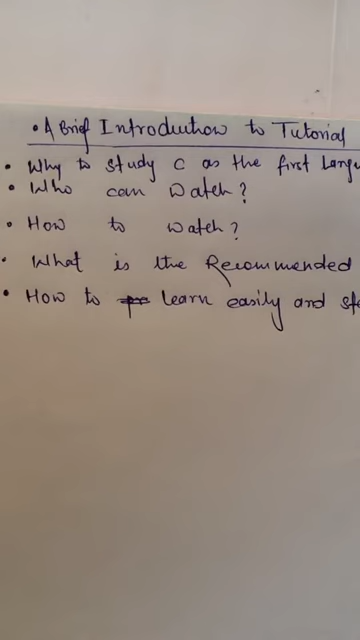 • A Brief Introduction to Tutorial
• Why to study C as the first
• Who can watch?
• How to watch?
• What is the Recommended
• How to learn easily and